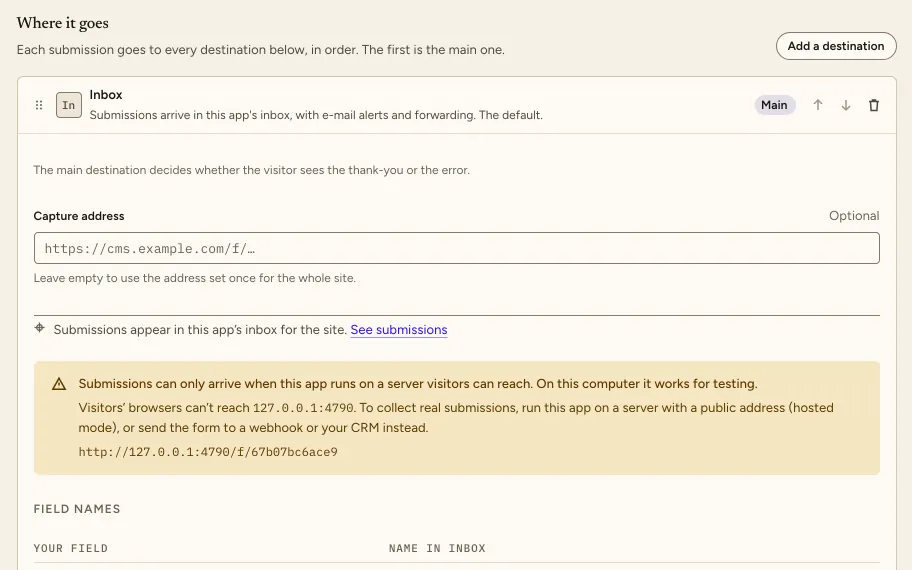 Where it goes
Each submission goes to every destination below, in order. The first is the main one.
Add a destination
In
Inbox
Submissions arrive in this app's inbox, with e-mail alerts and forwarding. The default.
Main
The main destination decides whether the visitor sees the thank-you or the error.
Capture address
Optional
https://cms.example.com/f/…
Leave empty to use the address set once for the whole site.
Submissions appear in this app’s inbox for the site. See submissions
Submissions can only arrive when this app runs on a server visitors can reach. On this computer it works for testing.
Visitors’ browsers can’t reach 127.0.0.1:4790. To collect real submissions, run this app on a server with a public address (hosted
mode), or send the form to a webhook or your CRM instead.
http://127.0.0.1:4790/f/67b07bc6ace9
FIELD NAMES
YOUR FIELD
NAME IN INBOX